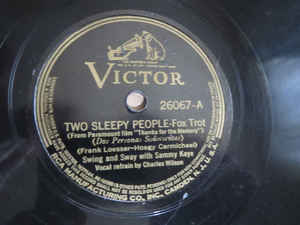 VICTOR
26067-A
TWO SLEEPY PEOPLE-Fox Trot
(From Paramount film "Thanks for the Memory")
(Dos Personas Soñolientas)
(Frank Loesser-Hoagy Carmichael)
Swing and Sway with Sammy Kaye
Vocal refrain by Charles Wilson
RCA MANUFACTURING CO., INC. CAMDEN, N.J., U.S.A.